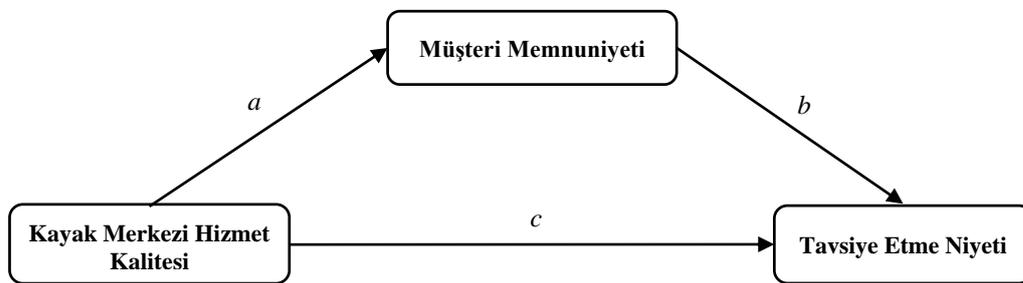 Müşteri Memnuniyeti
a
b
Kayak Merkezi Hizmet
Kalitesi
c
Tavsiye Etme Niyeti